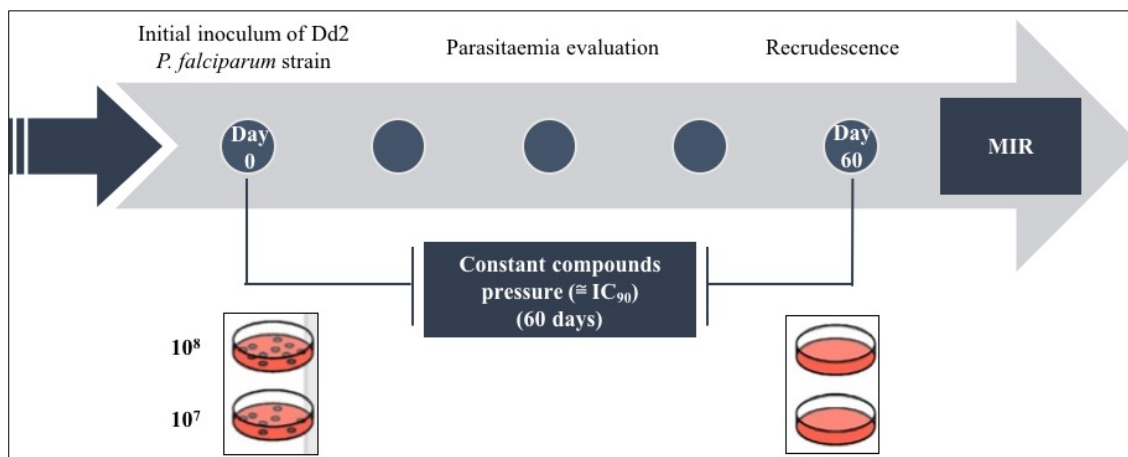 Initial inoculum of Dd2
P. falciparum strain
Parasitaemia evaluation
Recrudescence
Day
0
Day
60
MIR
Constant compounds
pressure (≅ IC₉₀)
(60 days)
10⁸
10⁷